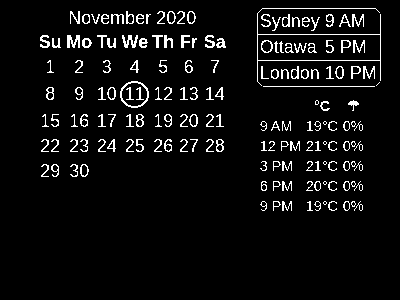 November 2020
Su Mo Tu We Th Fr Sa
1 2 3 4 5 6 7
8 9 10 11 12 13 14
15 16 17 18 19 20 21
22 23 24 25 26 27 28
29 30
Sydney 9 AM
Ottawa 5 PM
London 10 PM
°C ☂
9 AM 19°C 0%
12 PM 21°C 0%
3 PM 21°C 0%
6 PM 20°C 0%
9 PM 19°C 0%